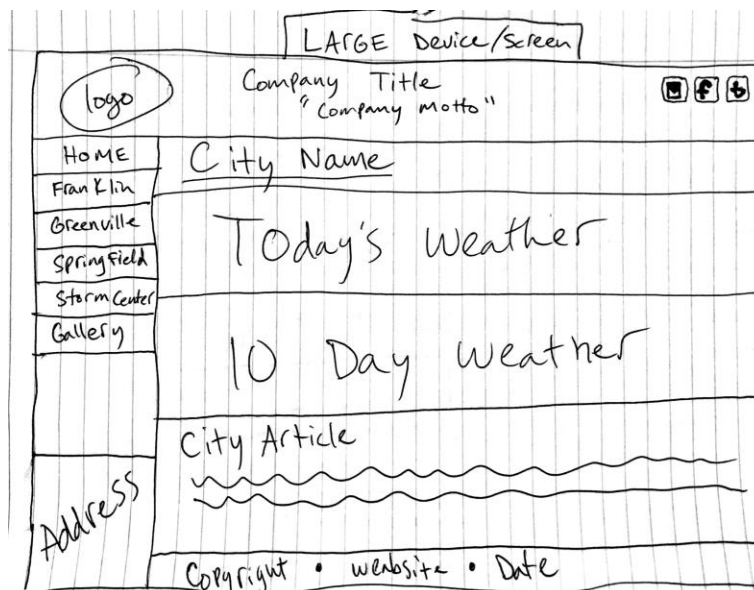 LARGE Device/Screen
logo
Company Title
"Company Motto"
f
t
HOME
Franklin
Greenville
Springfield
Storm Center
Gallery
Address
City Name
Today's Weather
10 Day Weather
City Article
Copyright • weabsite • Date